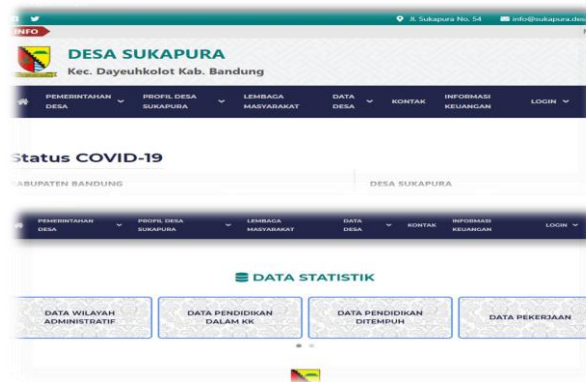 Jl. Sukapura No. 54
info@sukapura.des
INFO
DESA SUKAPURA
Kec. Dayeuhkolot Kab. Bandung
PEMERINTAHAN DESA
PROFIL DESA SUKAPURA
LEMBAGA MASYARAKAT
DATA DESA
KONTAK
INFORMASI KEUANGAN
LOGIN
Status COVID-19
KABUPATEN BANDUNG
DESA SUKAPURA
PEMERINTAHAN DESA
PROFIL DESA SUKAPURA
LEMBAGA MASYARAKAT
DATA DESA
KONTAK
INFORMASI KEUANGAN
LOGIN
DATA STATISTIK
DATA WILAYAH ADMINISTRATIF
DATA PENDIDIKAN DALAM KK
DATA PENDIDIKAN DITEMPUH
DATA PEKERJAAN